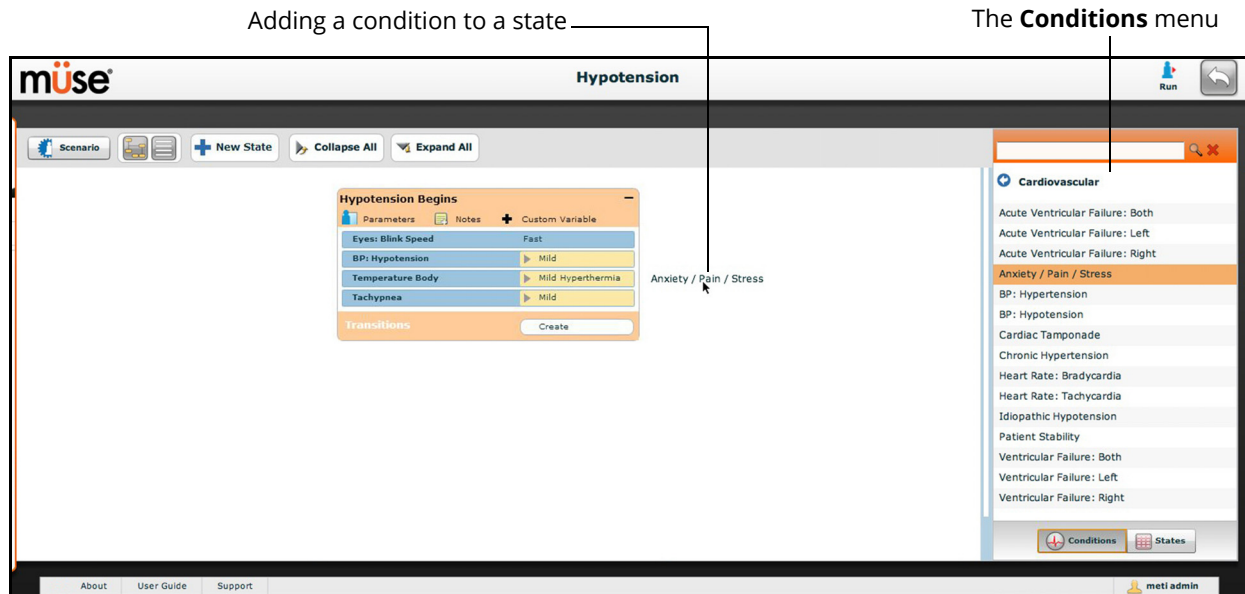 Adding a condition to a state
The Conditions menu
müse®
Hypotension
Run
Scenario
New State
Collapse All
Expand All
Hypotension Begins
Parameters Notes Custom Variable
Eyes: Blink Speed Fast
BP: Hypotension Mild
Temperature Body Mild Hyperthermia
Tachypnea Mild
Transitions Create
Anxiety / Pain / Stress
Cardiovascular
Acute Ventricular Failure: Both
Acute Ventricular Failure: Left
Acute Ventricular Failure: Right
Anxiety / Pain / Stress
BP: Hypertension
BP: Hypotension
Cardiac Tamponade
Chronic Hypertension
Heart Rate: Bradycardia
Heart Rate: Tachycardia
Idiopathic Hypotension
Patient Stability
Ventricular Failure: Both
Ventricular Failure: Left
Ventricular Failure: Right
Conditions States
About User Guide Support
meti admin